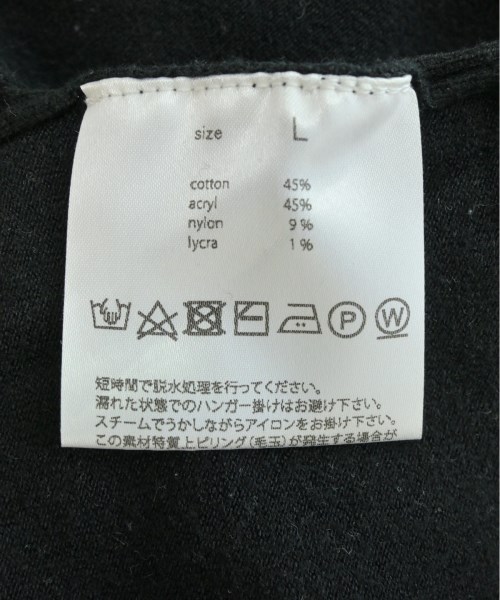 size L
cotton 45%
acryl 45%
nylon 9%
lycra 1%
P W
短時間で脱水処理を行ってください。
濡れた状態でのハンガー掛けはお避け下さい。
スチームでうかしながらアイロンをお掛け下さい。
この素材特質上ピリング(毛玉)が発生する場合が